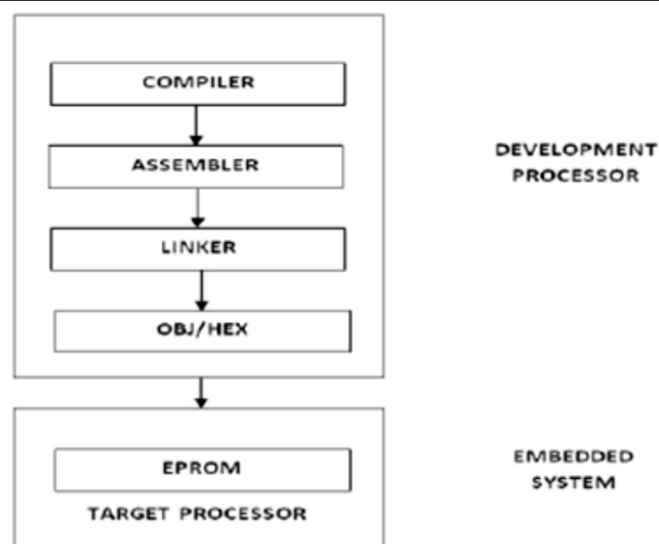 COMPILER
ASSEMBLER
LINKER
OBJ/HEX
DEVELOPMENT
PROCESSOR
EPROM
TARGET PROCESSOR
EMBEDDED
SYSTEM